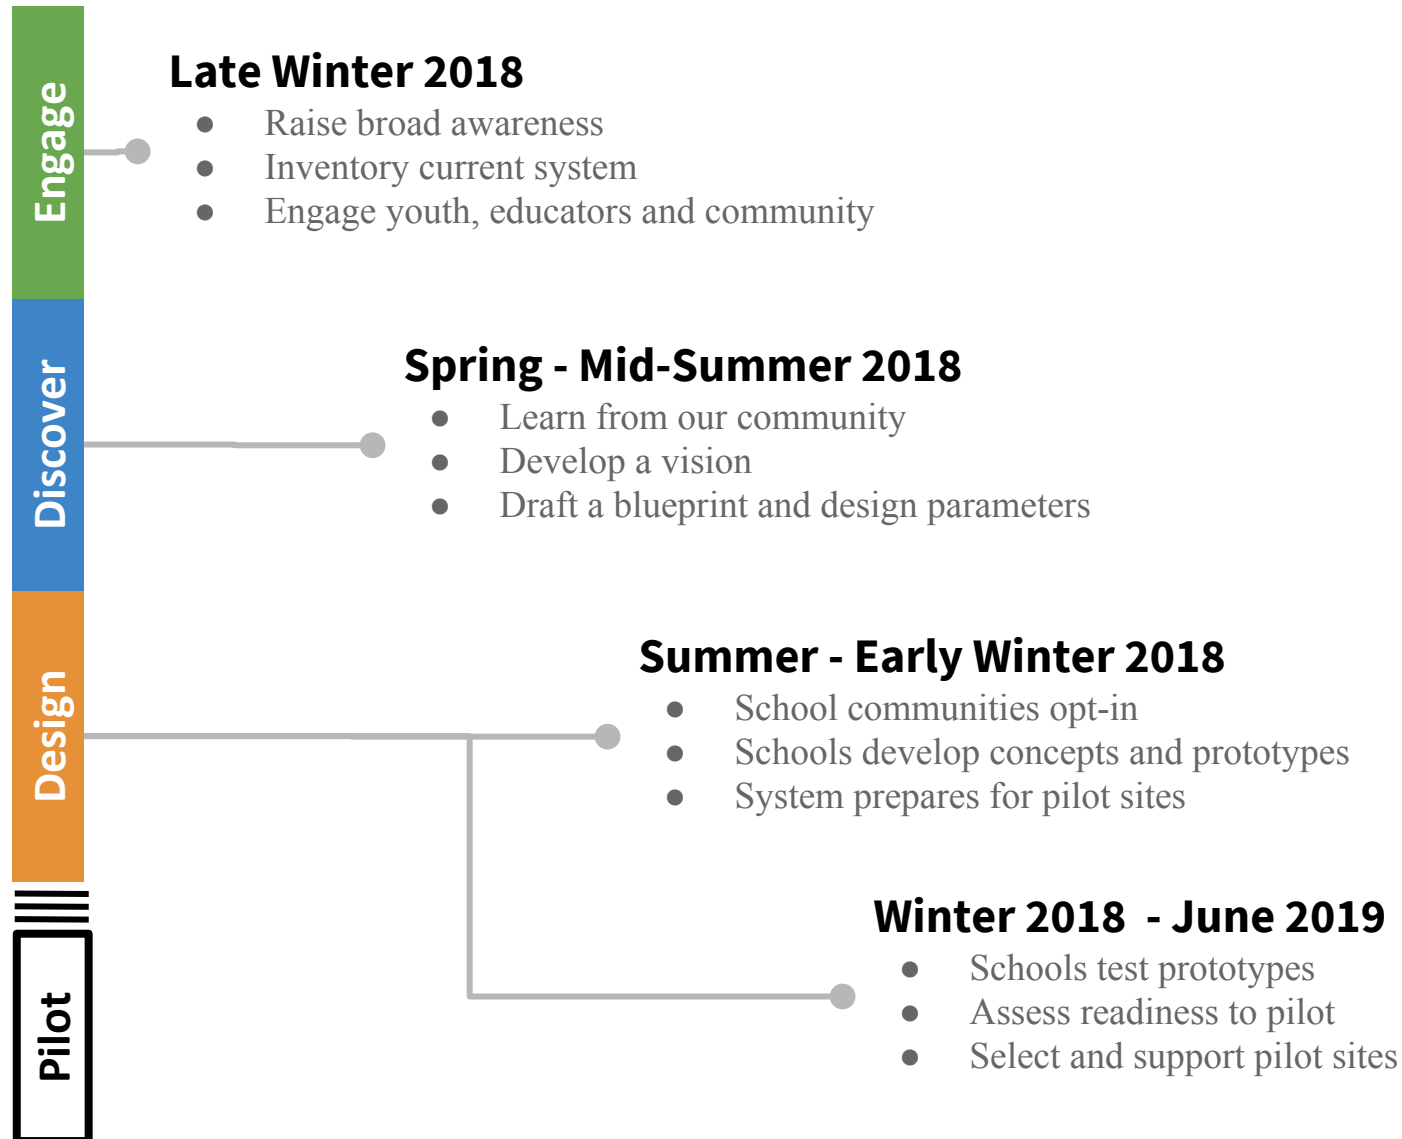 Engage
Late Winter 2018
● Raise broad awareness
● Inventory current system
● Engage youth, educators and community
Discover
Spring - Mid-Summer 2018
● Learn from our community
● Develop a vision
● Draft a blueprint and design parameters
Design
Summer - Early Winter 2018
● School communities opt-in
● Schools develop concepts and prototypes
● System prepares for pilot sites
Winter 2018 - June 2019
● Schools test prototypes
● Assess readiness to pilot
● Select and support pilot sites
Pilot